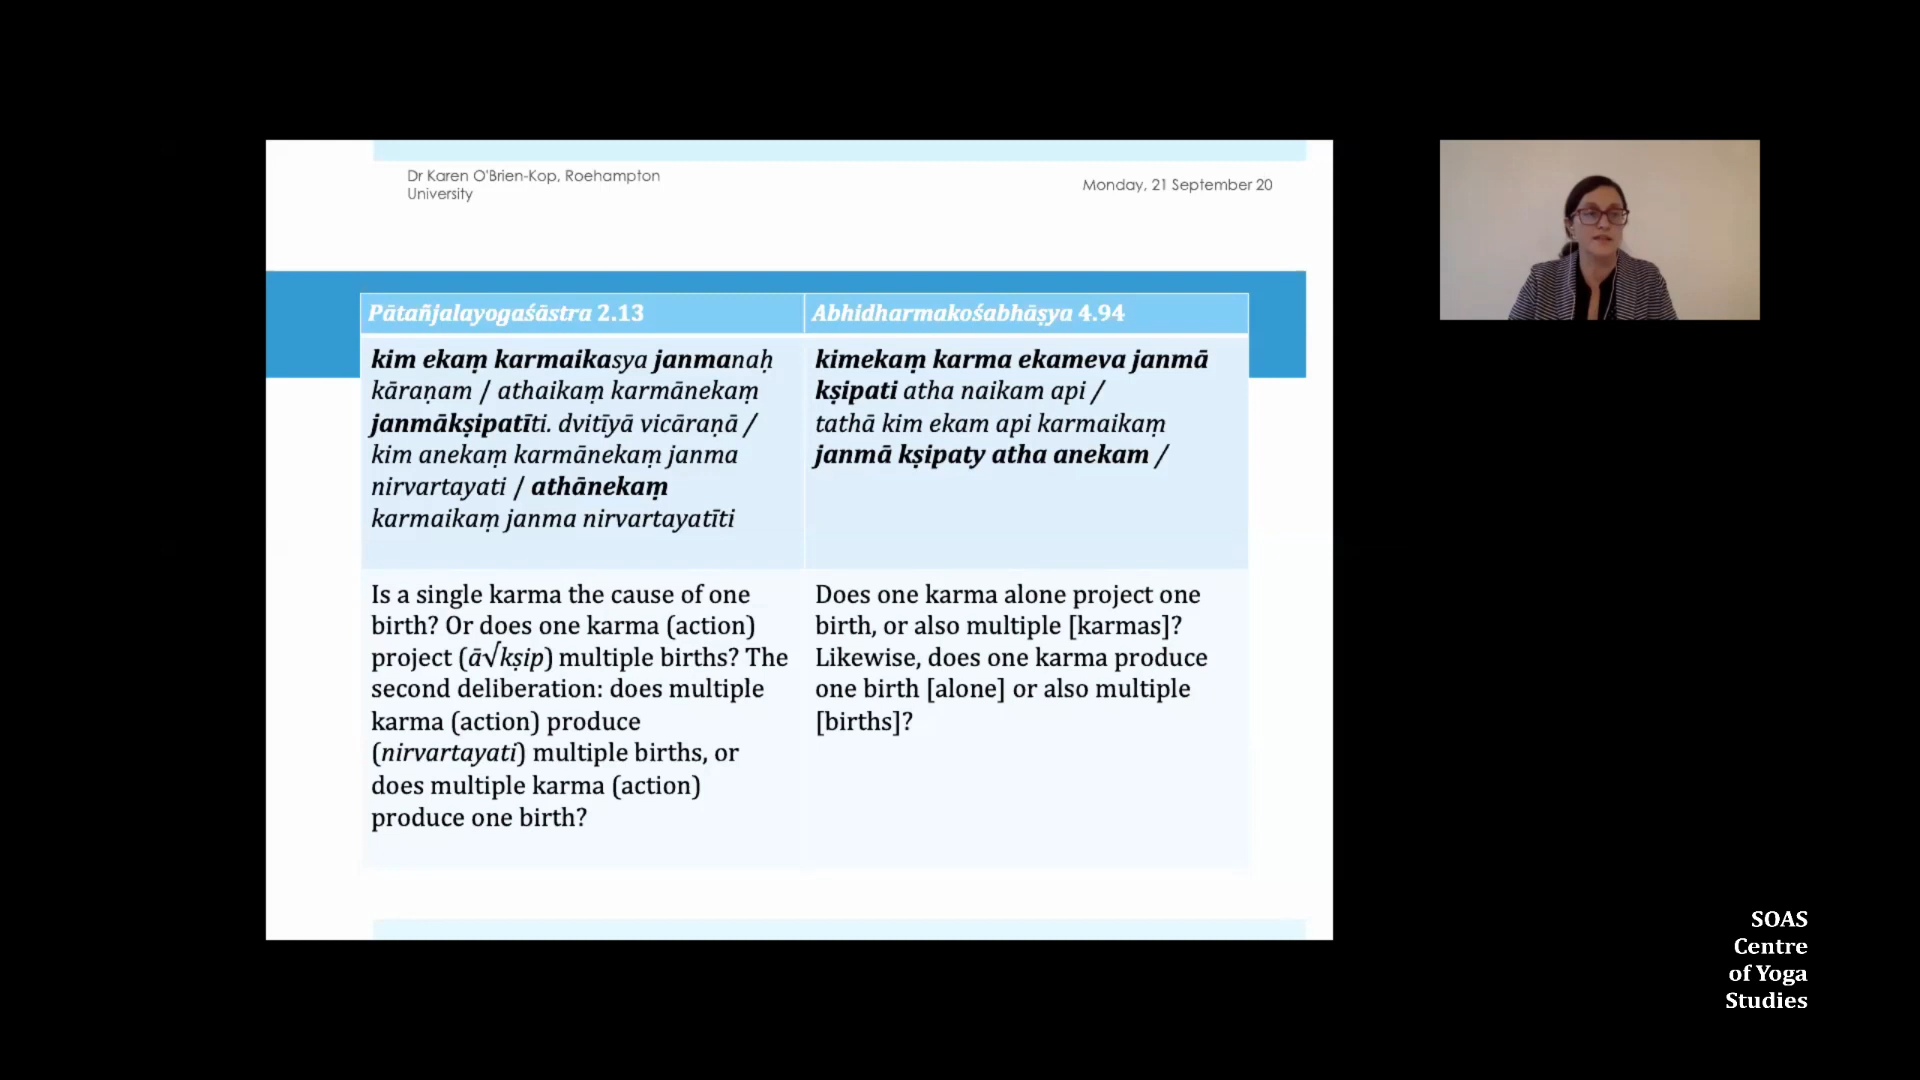 Dr Karen O'Brien-Kop, Roehampton
University
Monday, 21 September 20
Pātañjalayogaśāstra 2.13
kim ekaṃ karmaikasya janmanaḥ
kāraṇam / athaikaṃ karmānekaṃ
janmākṣipatīti. dvitīyā vicāraṇā /
kim anekaṃ karmānekaṃ janma
nirvartayati / athānekaṃ
karmaikaṃ janma nirvartayatīti
Abhidharmakośabhāṣya 4.94
kimekaṃ karma ekameva janmā
kṣipati atha naikam api /
tathā kim ekam api karmaikaṃ
janmā kṣipaty atha anekam /
Is a single karma the cause of one
birth? Or does one karma (action)
project (ā√kṣip) multiple births? The
second deliberation: does multiple
karma (action) produce
(nirvartayati) multiple births, or
does multiple karma (action)
produce one birth?
Does one karma alone project one
birth, or also multiple [karmas]?
Likewise, does one karma produce
one birth [alone] or also multiple
[births]?
SOAS
Centre
of Yoga
Studies